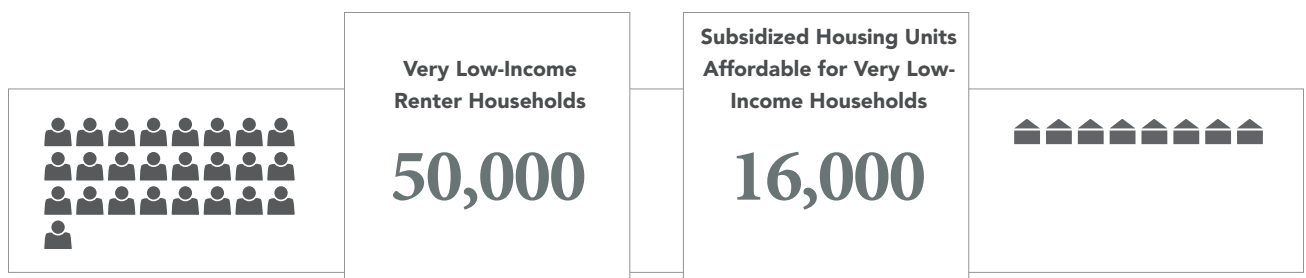 Very Low-Income
Renter Households
50,000
Subsidized Housing Units
Affordable for Very Low-
Income Households
16,000